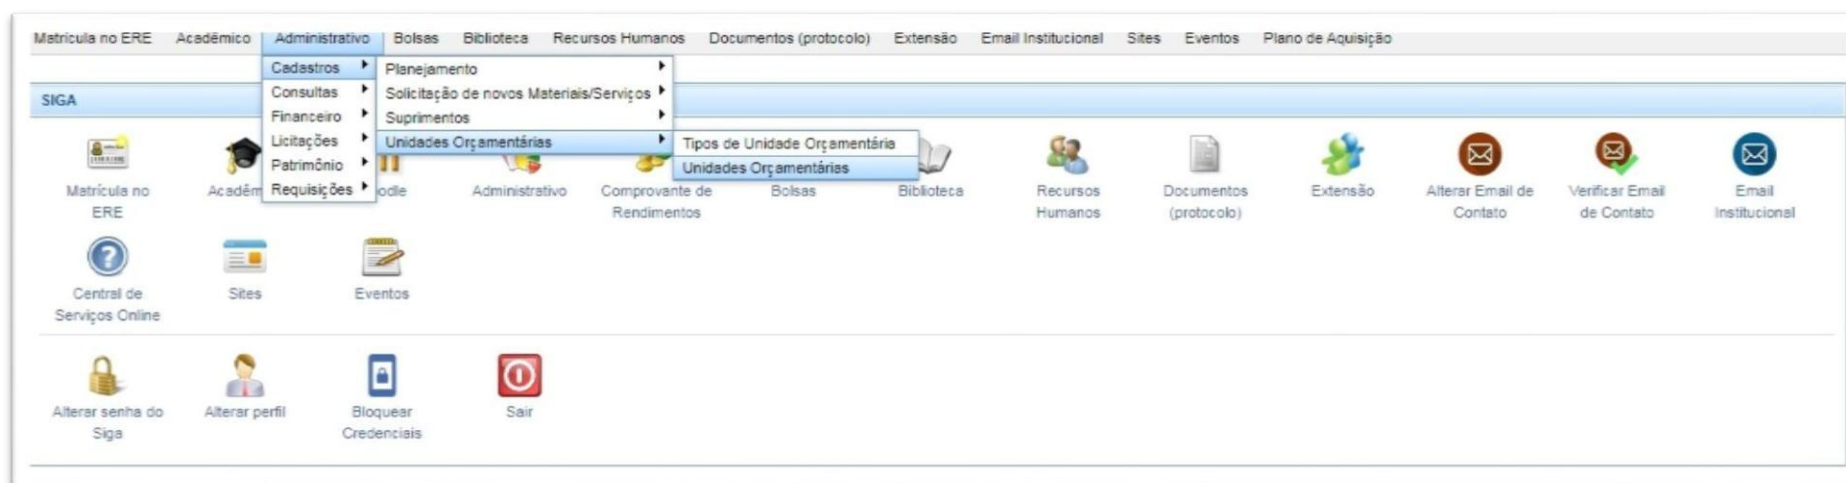 Matrícula no ERE Acadêmico Administrativo Bolsas Biblioteca Recursos Humanos Documentos (protocolo) Extensão Email Institucional Sites Eventos Plano de Aquisição
Cadastros Planejamento
SIGA Consultas Solicitação de novos Materiais/Serviços
Financeiro Suprimentos
Licitações Unidades Orçamentárias Tipos de Unidade Orçamentária
Patrimônio Unidades Orçamentárias
Matrícula no Acadêm Requisições odle Administrativo Comprovante de Bolsas Biblioteca Recursos Documentos Extensão Alterar Email de Verificar Email Email
ERE Rendimentos Humanos (protocolo) Contato de Contato Institucional
Central de Sites Eventos
Serviços Online
Alterar senha do Alterar perfil Bloquear Sair
Siga Credenciais